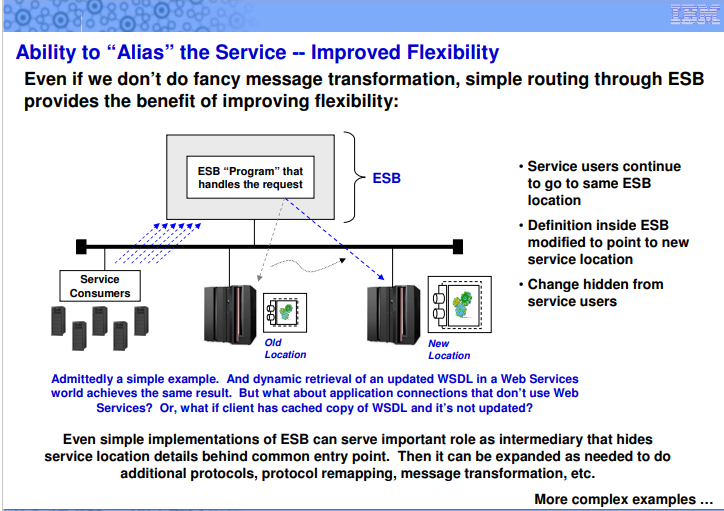 IBM
Ability to “Alias” the Service -- Improved Flexibility
Even if we don’t do fancy message transformation, simple routing through ESB
provides the benefit of improving flexibility:
ESB “Program” that
handles the request
ESB
• Service users continue
to go to same ESB
location
• Definition inside ESB
modified to point to new
service location
• Change hidden from
service users
Service
Consumers
Old
Location
New
Location
Admittedly a simple example. And dynamic retrieval of an updated WSDL in a Web Services
world achieves the same result. But what about application connections that don’t use Web
Services? Or, what if client has cached copy of WSDL and it’s not updated?
Even simple implementations of ESB can serve important role as intermediary that hides
service location details behind common entry point. Then it can be expanded as needed to do
additional protocols, protocol remapping, message transformation, etc.
More complex examples …